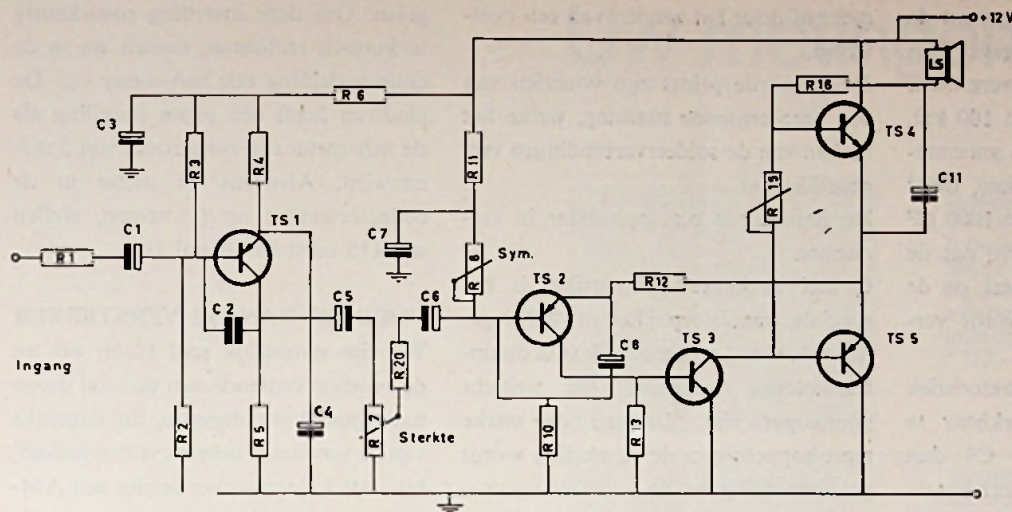 + 12 V
LS
R 6
R 16
C 3
TS 4
R 3
R 4
R 11
R 15
C 11
TS 1
C 7
R 8
Sym.
C 1
TS 2
R 12
R 1
C 2
C 5
C 6
C 8
TS 3
TS 5
Ingang
R 20
R 2
R 5
C 4
R 17
Sterkte
R 10
R 13